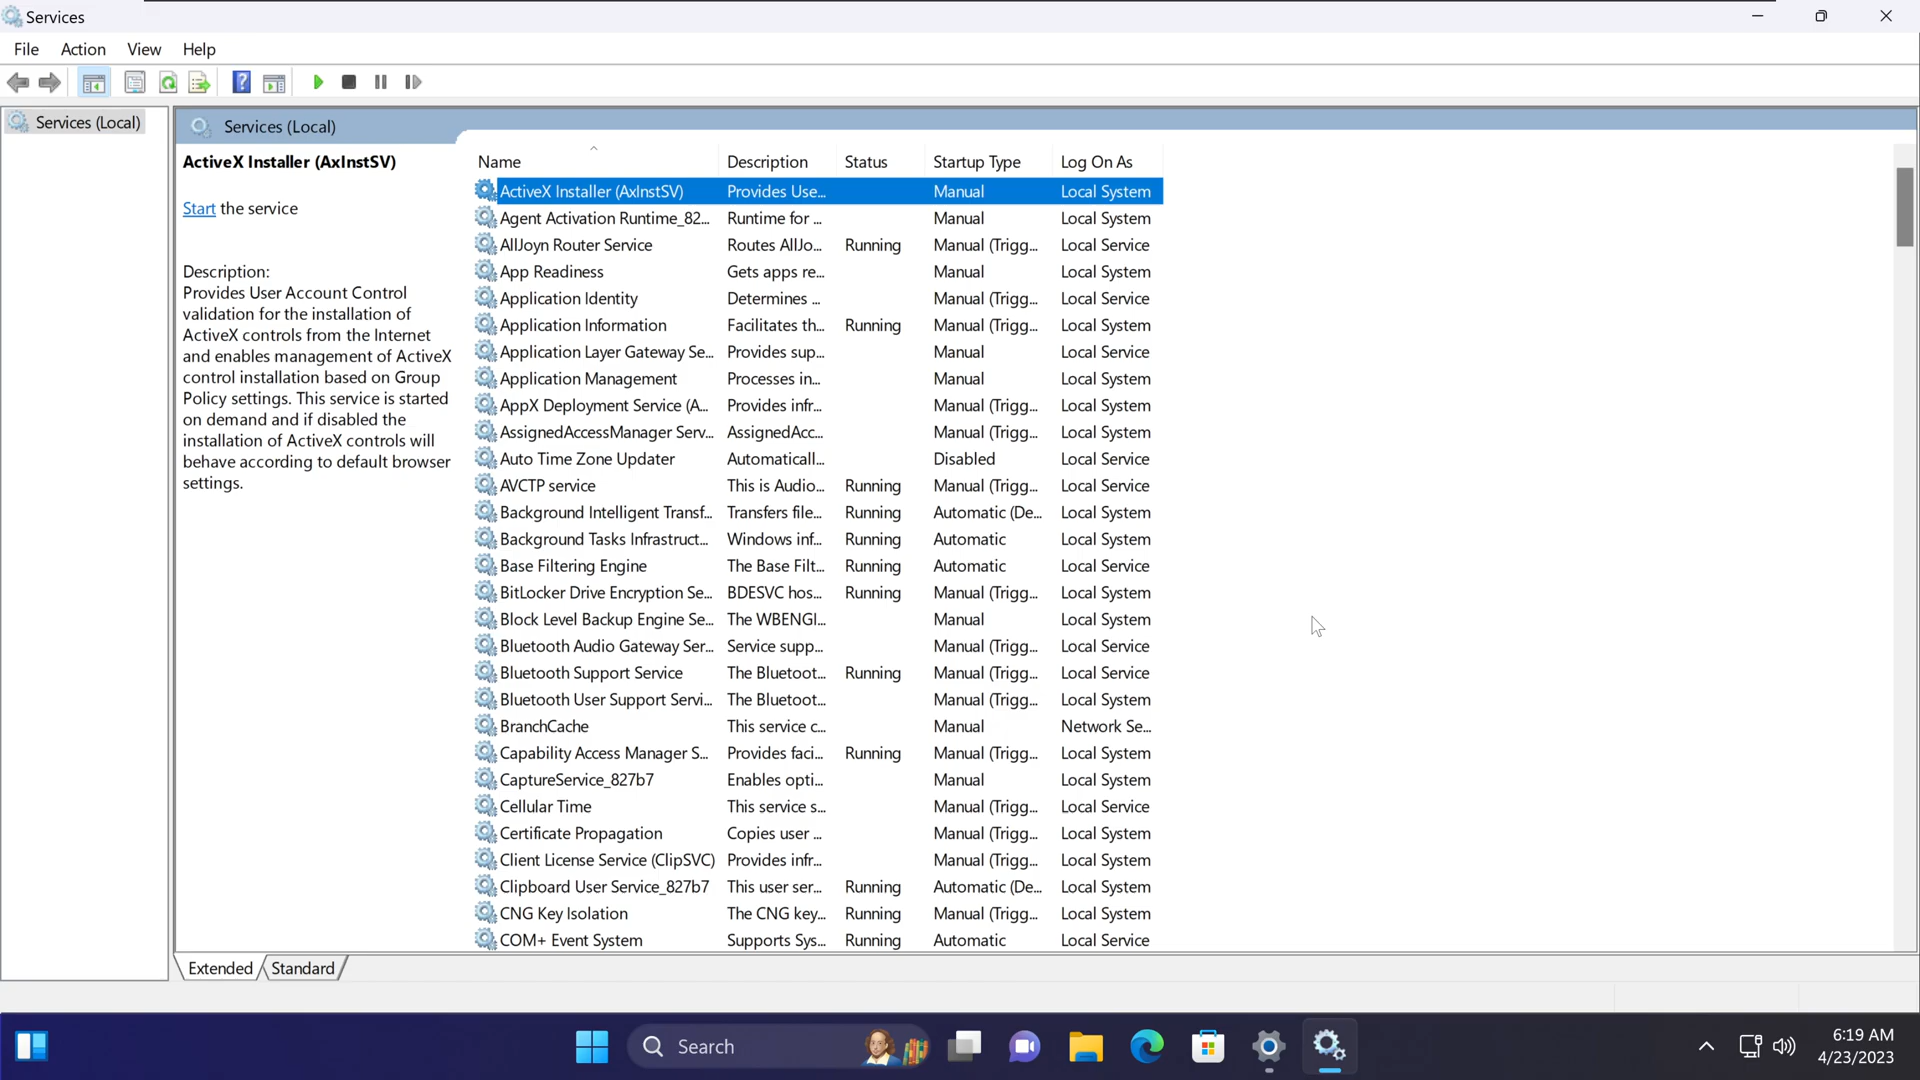 Services
File Action View Help
Services (Local)
Services (Local)
ActiveX Installer (AxInstSV)
Start the service
Description:
Provides User Account Control
validation for the installation of
ActiveX controls from the Internet
and enables management of ActiveX
control installation based on Group
Policy settings. This service is started
on demand and if disabled the
installation of ActiveX controls will
behave according to default browser
settings.
Name Description Status Startup Type Log On As
ActiveX Installer (AxInstSV) Provides Use... Manual Local System
Agent Activation Runtime_82... Runtime for ... Manual Local System
AllJoyn Router Service Routes AllJo... Running Manual (Trigg... Local Service
App Readiness Gets apps re... Manual Local System
Application Identity Determines ... Manual (Trigg... Local Service
Application Information Facilitates th... Running Manual (Trigg... Local System
Application Layer Gateway Se... Provides sup... Manual Local Service
Application Management Processes in... Manual Local System
AppX Deployment Service (A... Provides infr... Manual (Trigg... Local System
AssignedAccessManager Serv... AssignedAcc... Manual (Trigg... Local System
Auto Time Zone Updater Automaticall... Disabled Local Service
AVCTP service This is Audio... Running Manual (Trigg... Local Service
Background Intelligent Transf... Transfers file... Running Automatic (De... Local System
Background Tasks Infrastruct... Windows inf... Running Automatic Local System
Base Filtering Engine The Base Filt... Running Automatic Local Service
BitLocker Drive Encryption Se... BDESVC hos... Running Manual (Trigg... Local System
Block Level Backup Engine Se... The WBENGI... Manual Local System
Bluetooth Audio Gateway Ser... Service supp... Manual (Trigg... Local Service
Bluetooth Support Service The Bluetoot... Running Manual (Trigg... Local Service
Bluetooth User Support Servi... The Bluetoot... Manual (Trigg... Local System
BranchCache This service c... Manual Network Se...
Capability Access Manager S... Provides faci... Running Manual (Trigg... Local System
CaptureService_827b7 Enables opti... Manual Local System
Cellular Time This service s... Manual (Trigg... Local Service
Certificate Propagation Copies user ... Manual (Trigg... Local System
Client License Service (ClipSVC) Provides infr... Manual (Trigg... Local System
Clipboard User Service_827b7 This user ser... Running Automatic (De... Local System
CNG Key Isolation The CNG key... Running Manual (Trigg... Local System
COM+ Event System Supports Sys... Running Automatic Local Service
Extended Standard
Search
6:19 AM
4/23/2023